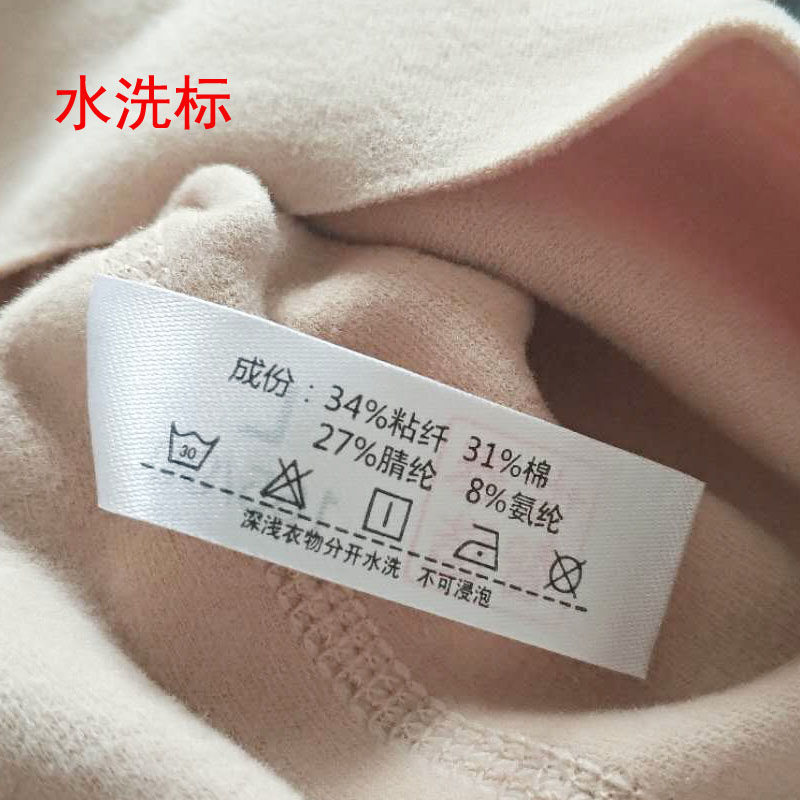 水洗标
成份：34%粘纤 31%棉
27%腈纶 8%氨纶
30
深浅衣物分开水洗 不可浸泡